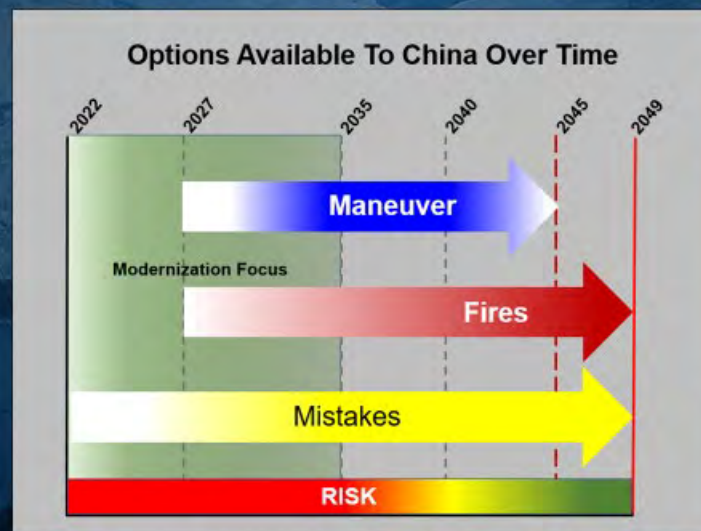 Options Available To China Over Time
2022 2027 2035 2040 2045 2049
Maneuver
Modernization Focus
Fires
Mistakes
RISK